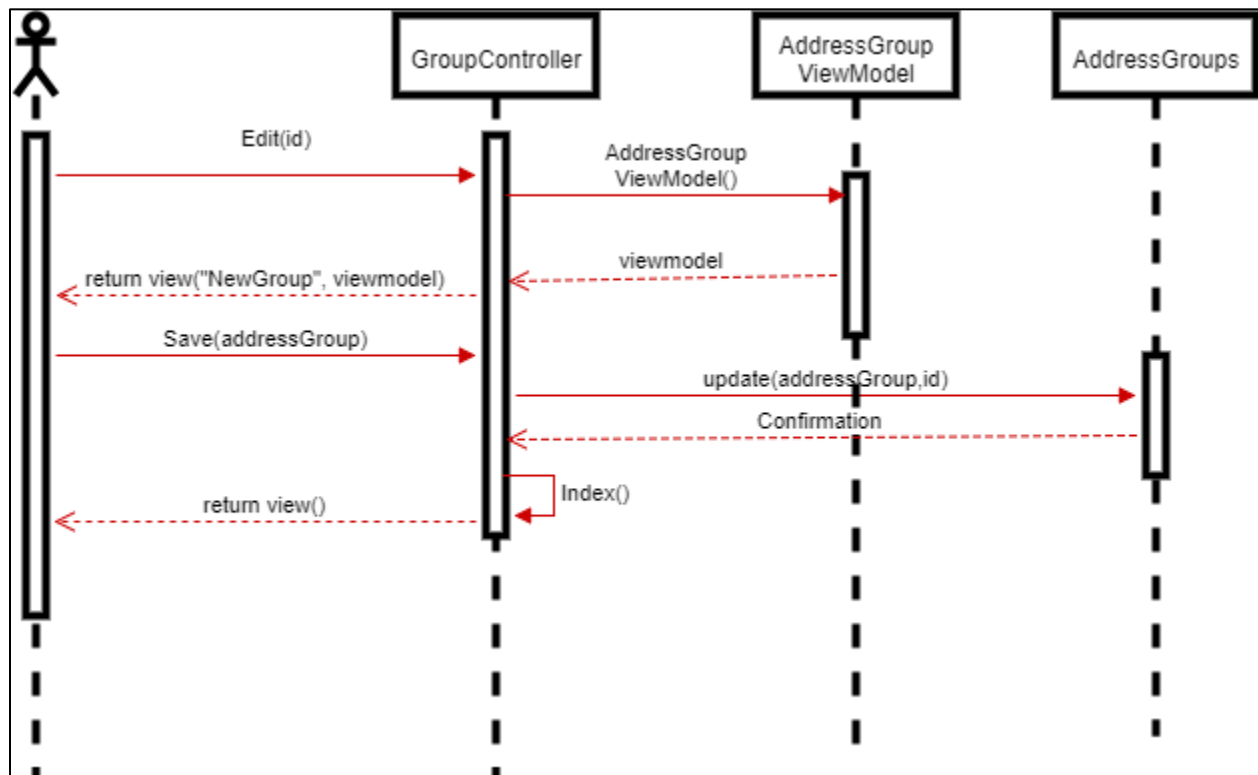 GroupController
AddressGroup
ViewModel
AddressGroups
Edit(id)
AddressGroup
ViewModel()
viewmodel
return view("NewGroup", viewmodel)
Save(addressGroup)
update(addressGroup,id)
Confirmation
Index()
return view()